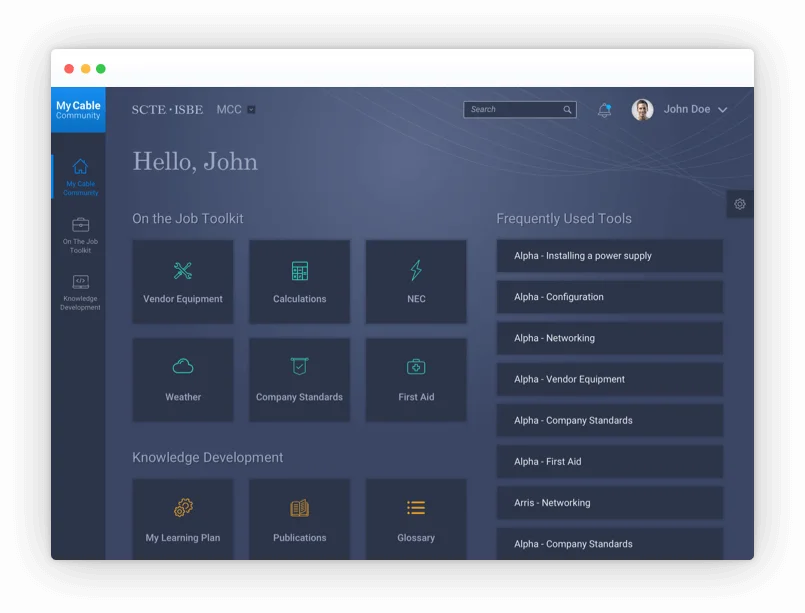 My Cable
Community
SCTE · ISBE MCC
Search
John Doe
Hello, John
My Cable
Community
On The Job
Toolkit
</>
Knowledge
Development
On the Job Toolkit
Vendor Equipment
Calculations
NEC
Weather
Company Standards
First Aid
Knowledge Development
My Learning Plan
Publications
Glossary
Frequently Used Tools
Alpha - Installing a power supply
Alpha - Configuration
Alpha - Networking
Alpha - Vendor Equipment
Alpha - Company Standards
Alpha - First Aid
Arris - Networking
Alpha - Company Standards